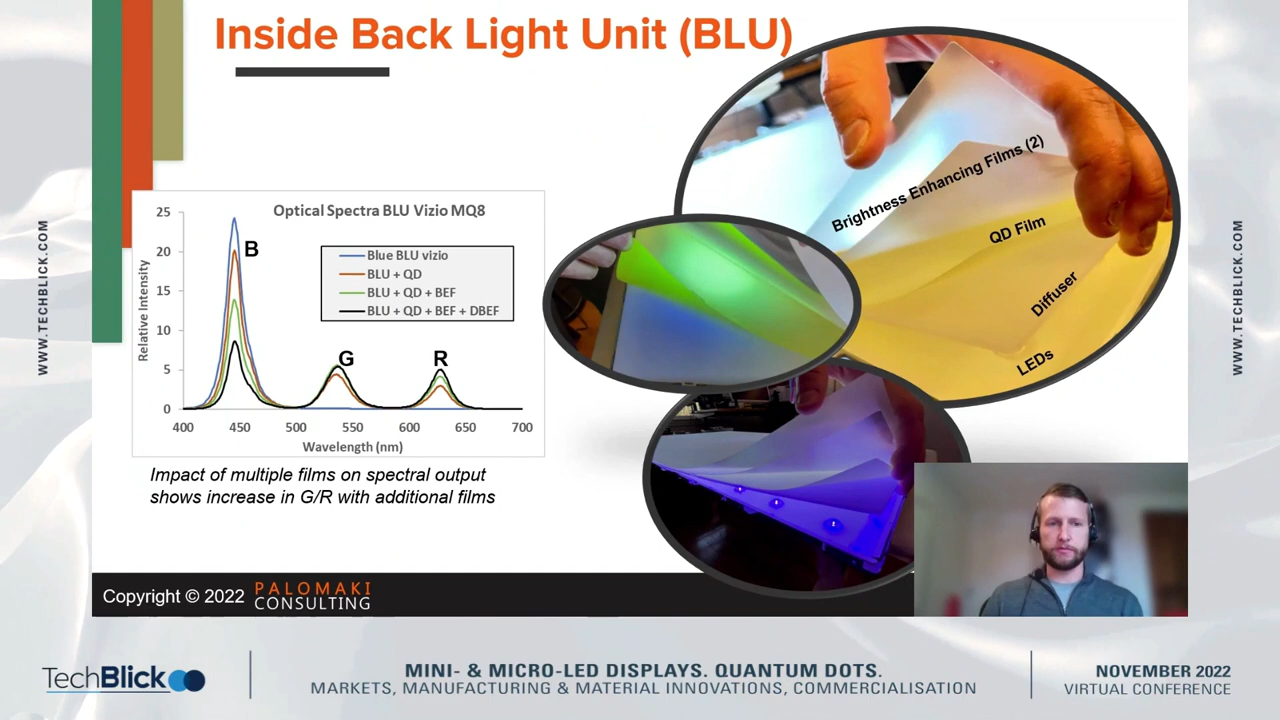 Inside Back Light Unit (BLU)
WWW.TECHBLICK.COM
Optical Spectra BLU Vizio MQ8
Relative Intensity
25
20
15
10
5
0
B
G
R
Blue BLU vizio
BLU + QD
BLU + QD + BEF
BLU + QD + BEF + DBEF
400 450 500 550 600 650 700
Wavelength (nm)
Impact of multiple films on spectral output
shows increase in G/R with additional films
Brightness Enhancing Films (2)
QD Film
Diffuser
LEDs
WWW.TECHBLICK.COM
Copyright © 2022
PALOMAKI
CONSULTING
TechBlick
MINI- & MICRO-LED DISPLAYS. QUANTUM DOTS.
MARKETS, MANUFACTURING & MATERIAL INNOVATIONS, COMMERCIALISATION
NOVEMBER 2022
VIRTUAL CONFERENCE